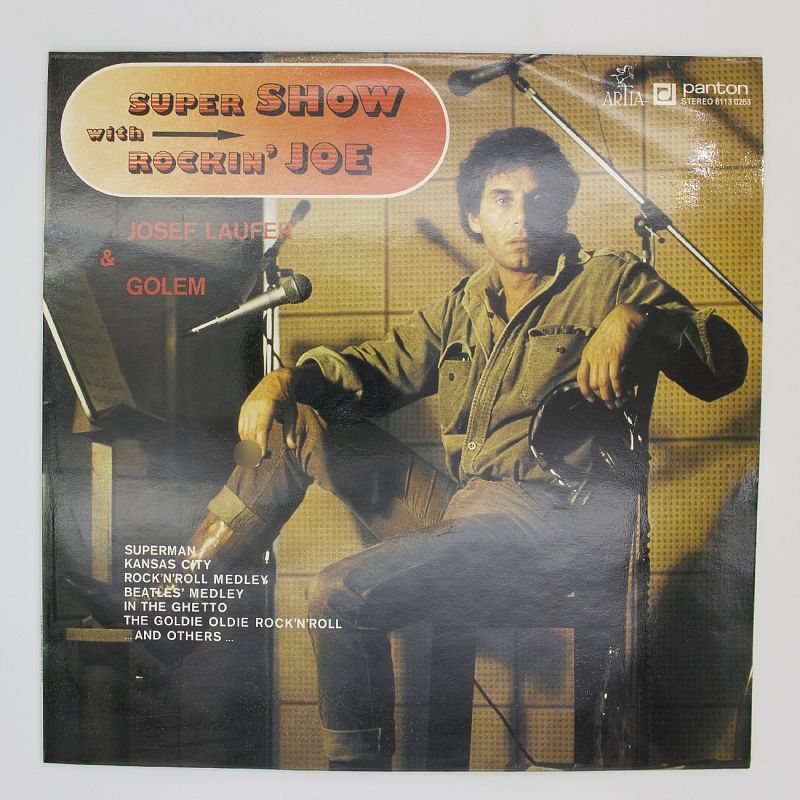 SUPER SHOW
with
ROCKIN' JOE
ARTIA
panton
STEREO 8113 0263
JOSEF LAUFER
&
GOLEM
SUPERMAN
KANSAS CITY
ROCK'N'ROLL MEDLEY
BEATLES' MEDLEY
IN THE GHETTO
THE GOLDIE OLDIE ROCK'N'ROLL
...AND OTHERS...